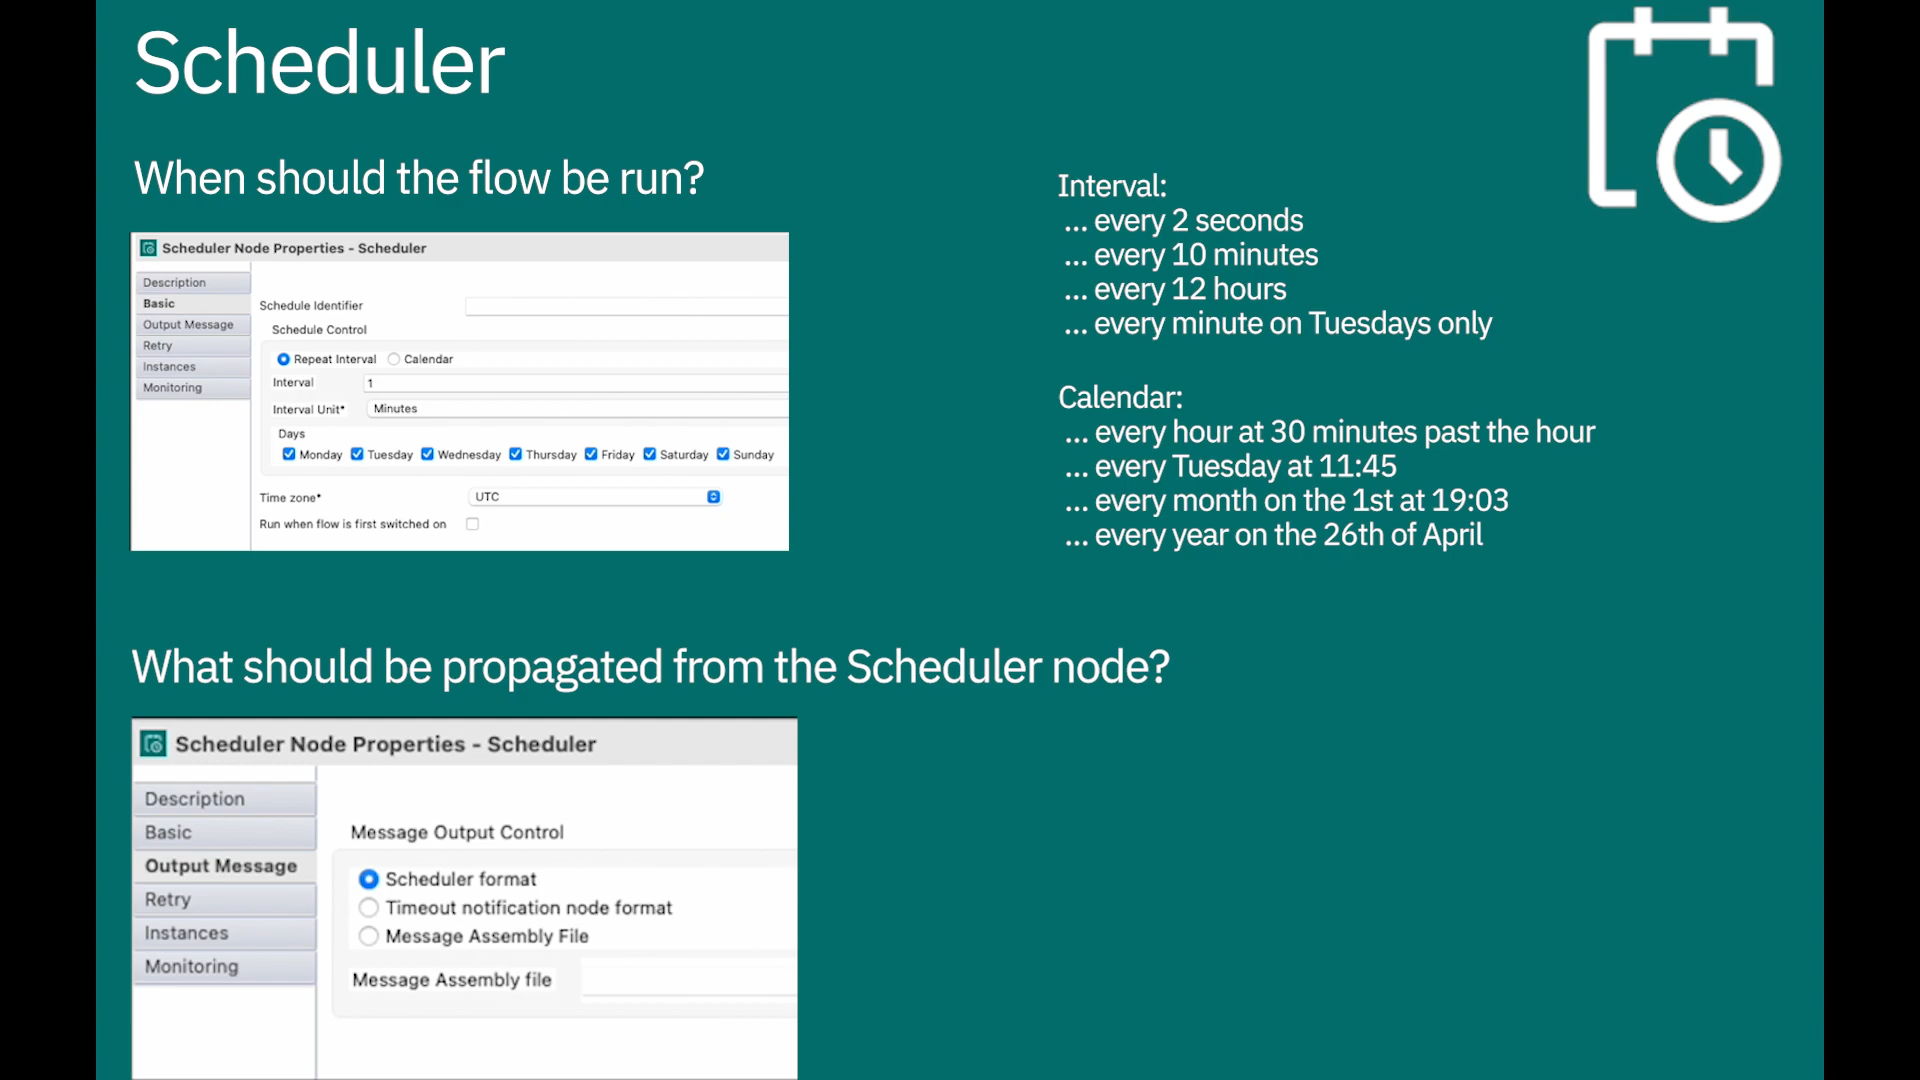 Scheduler
When should the flow be run?
Scheduler Node Properties - Scheduler
Description
Basic
Output Message
Retry
Instances
Monitoring
Schedule Identifier
Schedule Control
Repeat Interval Calendar
Interval 1
Interval Unit* Minutes
Days
Monday Tuesday Wednesday Thursday Friday Saturday Sunday
Time zone* UTC
Run when flow is first switched on
Interval:
... every 2 seconds
... every 10 minutes
... every 12 hours
... every minute on Tuesdays only
Calendar:
... every hour at 30 minutes past the hour
... every Tuesday at 11:45
... every month on the 1st at 19:03
... every year on the 26th of April
What should be propagated from the Scheduler node?
Scheduler Node Properties - Scheduler
Description
Basic
Output Message
Retry
Instances
Monitoring
Message Output Control
Scheduler format
Timeout notification node format
Message Assembly File
Message Assembly file